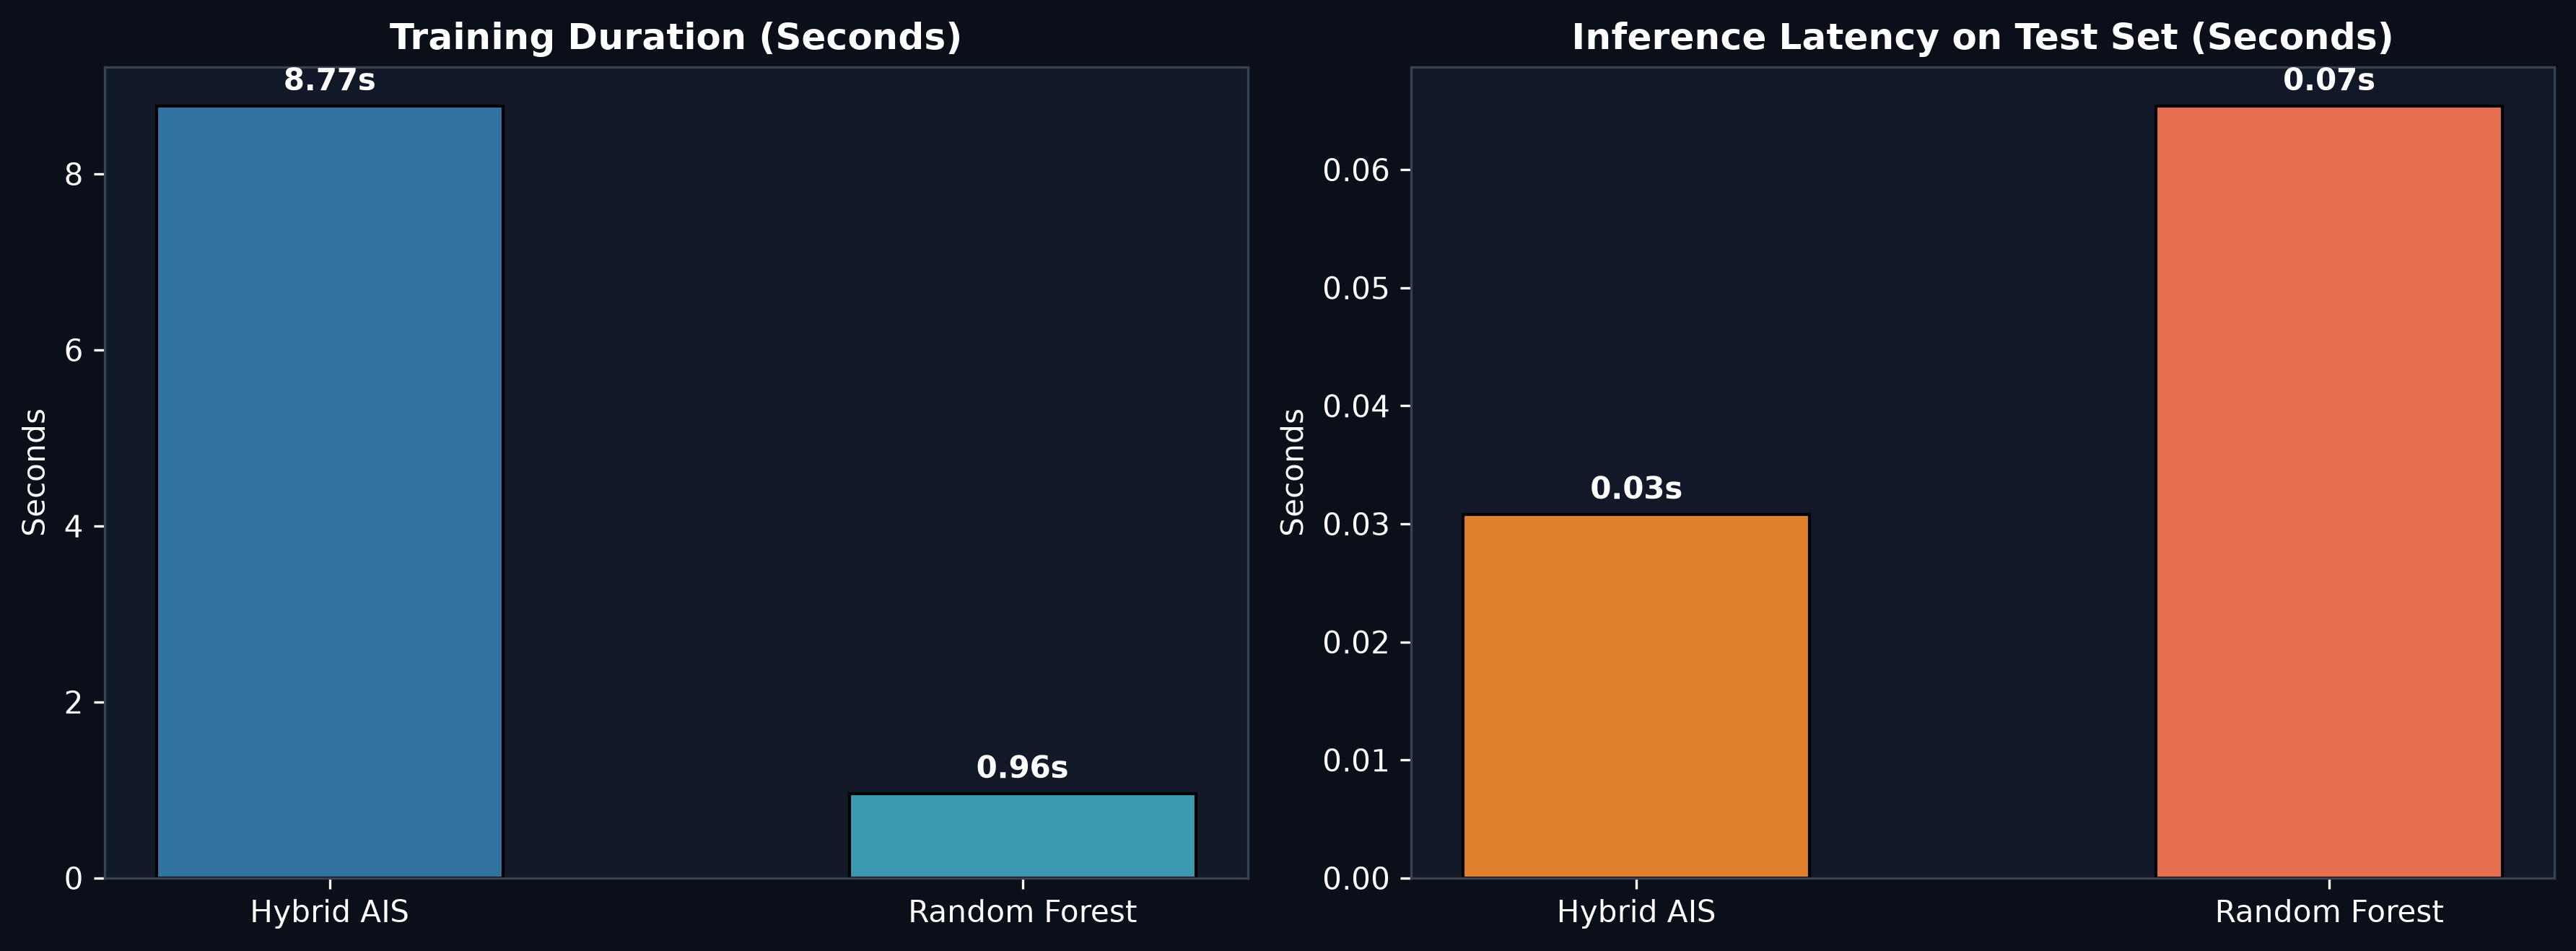 Training Duration (Seconds)
8.77s
8
6
4
2
0
Seconds
0.96s
Hybrid AIS
Random Forest
Inference Latency on Test Set (Seconds)
0.07s
0.06
0.05
0.04
0.03
0.02
0.01
0.00
Seconds
0.03s
Hybrid AIS
Random Forest